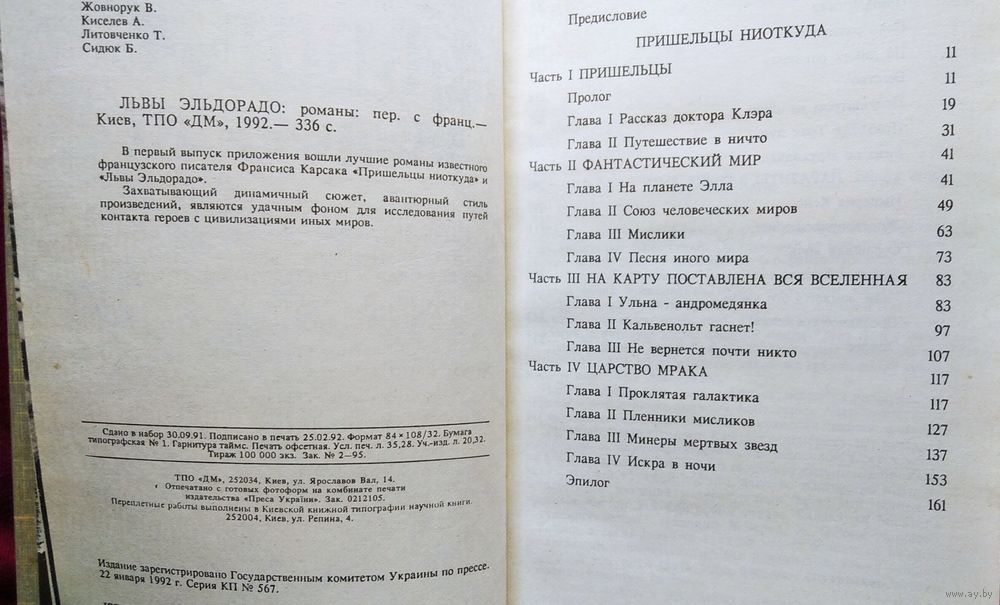 Жовнорук В.
Киселев А.
Литовченко Т.
Сидюк Б.
ЛЬВЫ ЭЛЬДОРАДО: романы: пер. с франц.—
Киев, ТПО «ДМ», 1992.— 336 с.
В первый выпуск приложения вошли лучшие романы известного
французского писателя Франсиса Карсака «Пришельцы ниоткуда» и
«Львы Эльдорадо».
Захватывающий динамичный сюжет, авантюрный стиль
произведений, являются удачным фоном для исследования путей
контакта героев с цивилизациями иных миров.
Сдано в набор 30.09.91. Подписано в печать 25.02.92. Формат 84×108/32. Бумага
типографская № 1. Гарнитура таймс. Печать офсетная. Усл. печ. л. 35,28. Уч.-изд. л. 20,32.
Тираж 100 000 экз. Зак. № 2—95.
ТПО «ДМ», 252034, Киев, ул. Ярославов Вал, 14.
Отпечатано с готовых фотоформ на комбинате печати
издательства «Преса України». Зак. 0212105.
Переплетные работы выполнены в Киевской книжной типографии научной книги.
252004, Киев, ул. Репина, 4.
Издание зарегистрировано Государственным комитетом Украины по прессе.
22 января 1992 г. Серия КП № 567.
Предисловие
ПРИШЕЛЬЦЫ НИОТКУДА
Часть I ПРИШЕЛЬЦЫ 11
Пролог 11
Глава I Рассказ доктора Клэра 19
Глава II Путешествие в ничто 31
Часть II ФАНТАСТИЧЕСКИЙ МИР 41
Глава I На планете Элла 41
Глава II Союз человеческих миров 49
Глава III Мислики 63
Глава IV Песня иного мира 73
Часть III НА КАРТУ ПОСТАВЛЕНА ВСЯ ВСЕЛЕННАЯ 83
Глава I Ульна - андромедянка 83
Глава II Кальвенольт гаснет! 97
Глава III Не вернется почти никто 107
Часть IV ЦАРСТВО МРАКА 117
Глава I Проклятая галактика 117
Глава II Пленники мисликов 127
Глава III Минеры мертвых звезд 137
Глава IV Искра в ночи 153
Эпилог 161
www.ay.by